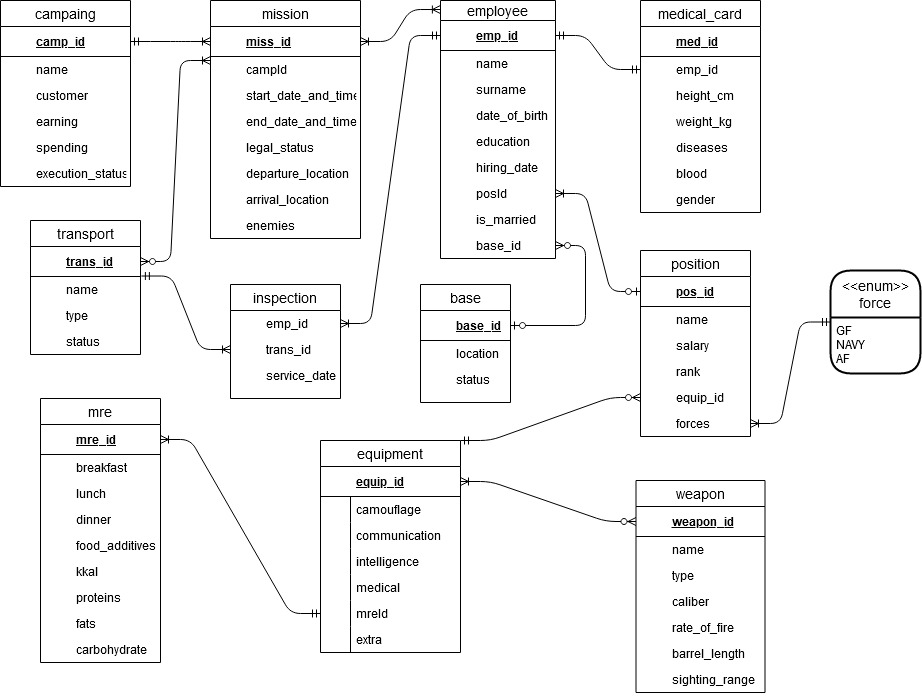 campaing
camp_id
name
customer
earning
spending
execution_status
mission
miss_id
campId
start_date_and_time
end_date_and_time
legal_status
departure_location
arrival_location
enemies
employee
emp_id
name
surname
date_of_birth
education
hiring_date
posId
is_married
base_id
medical_card
med_id
emp_id
height_cm
weight_kg
diseases
blood
gender
transport
trans_id
name
type
status
inspection
emp_id
trans_id
service_date
base
base_id
location
status
position
pos_id
name
salary
rank
equip_id
forces
<<enum>>
force
GF
NAVY
AF
mre
mre_id
breakfast
lunch
dinner
food_additives
kkal
proteins
fats
carbohydrate
equipment
equip_id
camouflage
communication
intelligence
medical
mreId
extra
weapon
weapon_id
name
type
caliber
rate_of_fire
barrel_length
sighting_range